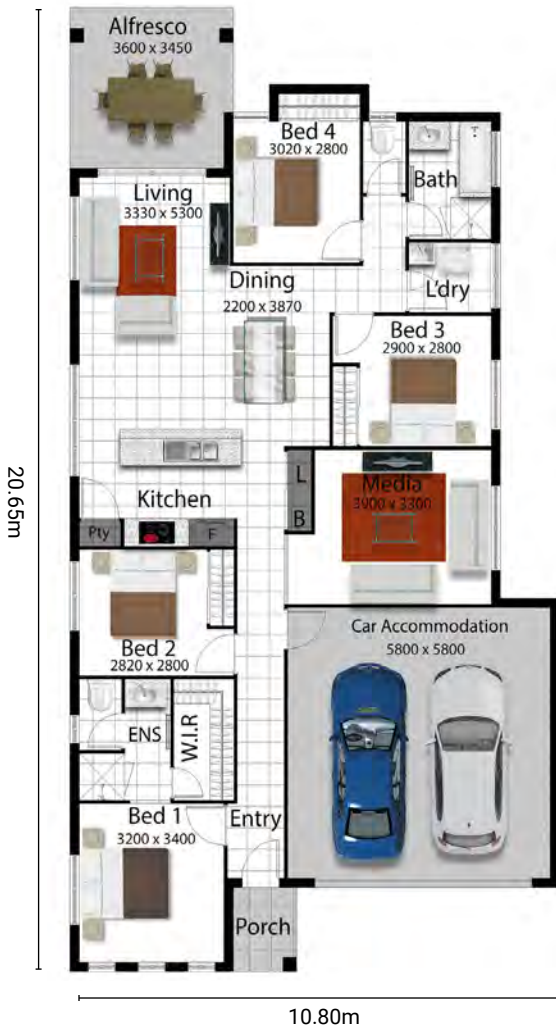 Alfresco
3600 x 3450
Bed 4
3020 x 2800
Bath
Living
3330 x 5300
L'dry
Dining
2200 x 3870
Bed 3
2900 x 2800
Kitchen
L
B
Media
3900 x 3300
Pty
F
Bed 2
2820 x 2800
Car Accommodation
5800 x 5800
ENS
W.I.R
Bed 1
3200 x 3400
Entry
Porch
20.65m
10.80m